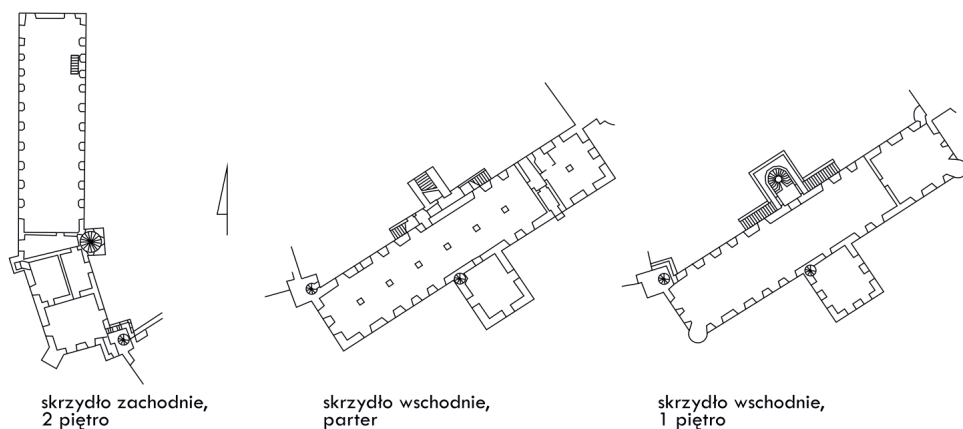 skrzydło zachodnie,
2 piętro
skrzydło wschodnie,
parter
skrzydło wschodnie,
1 piętro